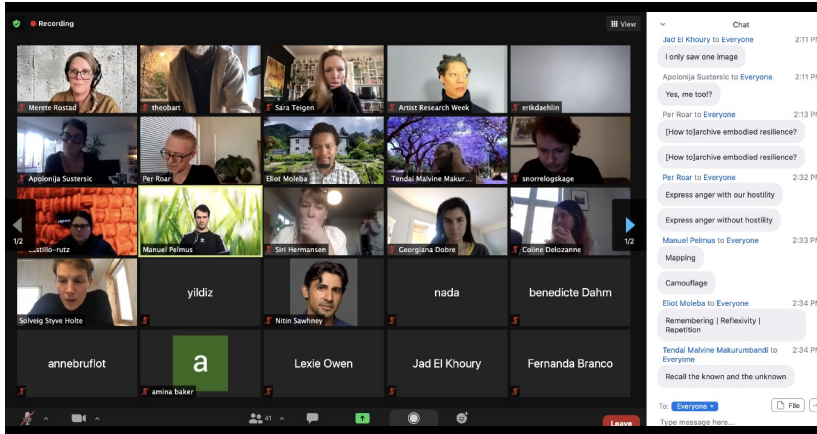 Recording
View
Merete Rostad
theobart
Sara Teigen
Artist Research Week
erikdaehlin
Apolonija Sustersic
Per Roar
Eliot Moleba
Tendai Malvine Makur...
snorrelogskage
1/2
castillo-rutz
Manuel Pelmus
Siri Hermansen
Georgiana Dobre
Coline Delozanne
1/2
Solveig Styve Holte
yildiz
Nitin Sawhney
nada
benedicte Dahm
annebruflot
a
amina baker
Lexie Owen
Jad El Khoury
Fernanda Branco
41
Leave
Chat
Jad El Khoury to Everyone 2:11 PM
I only saw one image
Apolonija Sustersic to Everyone 2:11 PM
Yes, me too!?
Per Roar to Everyone 2:13 PM
[How to]archive embodied resilience?
[How to]archive embodied resilience?
Per Roar to Everyone 2:32 PM
Express anger with our hostility
Express anger without hostility
Manuel Pelmus to Everyone 2:33 PM
Mapping
Camouflage
Eliot Moleba to Everyone 2:34 PM
Remembering | Reflexivity |
Repetition
Tendai Malvine Makurumbandi to 2:34 PM
Everyone
Recall the known and the unknown
To: Everyone
File
Type message here...